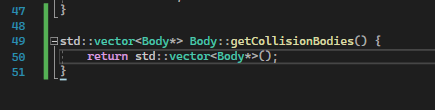 47 }
48
49 std::vector<Body*> Body::getCollisionBodies() {
50 return std::vector<Body*>();
51 }